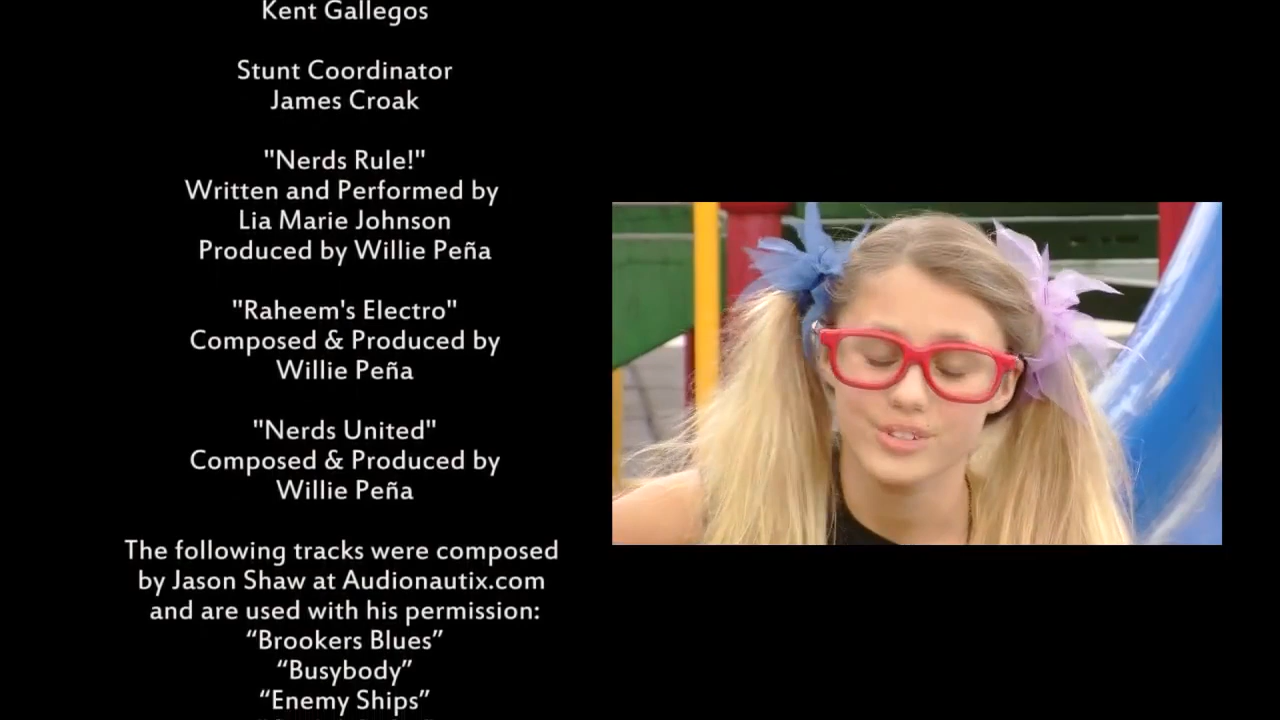 Kent Gallegos
Stunt Coordinator
James Croak
"Nerds Rule!"
Written and Performed by
Lia Marie Johnson
Produced by Willie Peña
"Raheem's Electro"
Composed & Produced by
Willie Peña
"Nerds United"
Composed & Produced by
Willie Peña
The following tracks were composed
by Jason Shaw at Audionautix.com
and are used with his permission:
“Brookers Blues”
“Busybody”
“Enemy Ships”